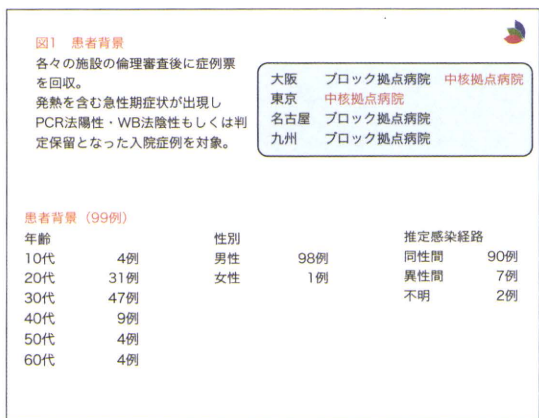 図1　患者背景
各々の施設の倫理審査後に症例票
を回収。
発熱を含む急性期症状が出現し
PCR法陽性・WB法陰性もしくは判
定保留となった入院症例を対象。
大阪　ブロック拠点病院　中核拠点病院
東京　中核拠点病院
名古屋　ブロック拠点病院
九州　ブロック拠点病院
患者背景（99例）
年齢
10代　4例
20代　31例
30代　47例
40代　9例
50代　4例
60代　4例
性別
男性　98例
女性　1例
推定感染経路
同性間　90例
異性間　7例
不明　2例